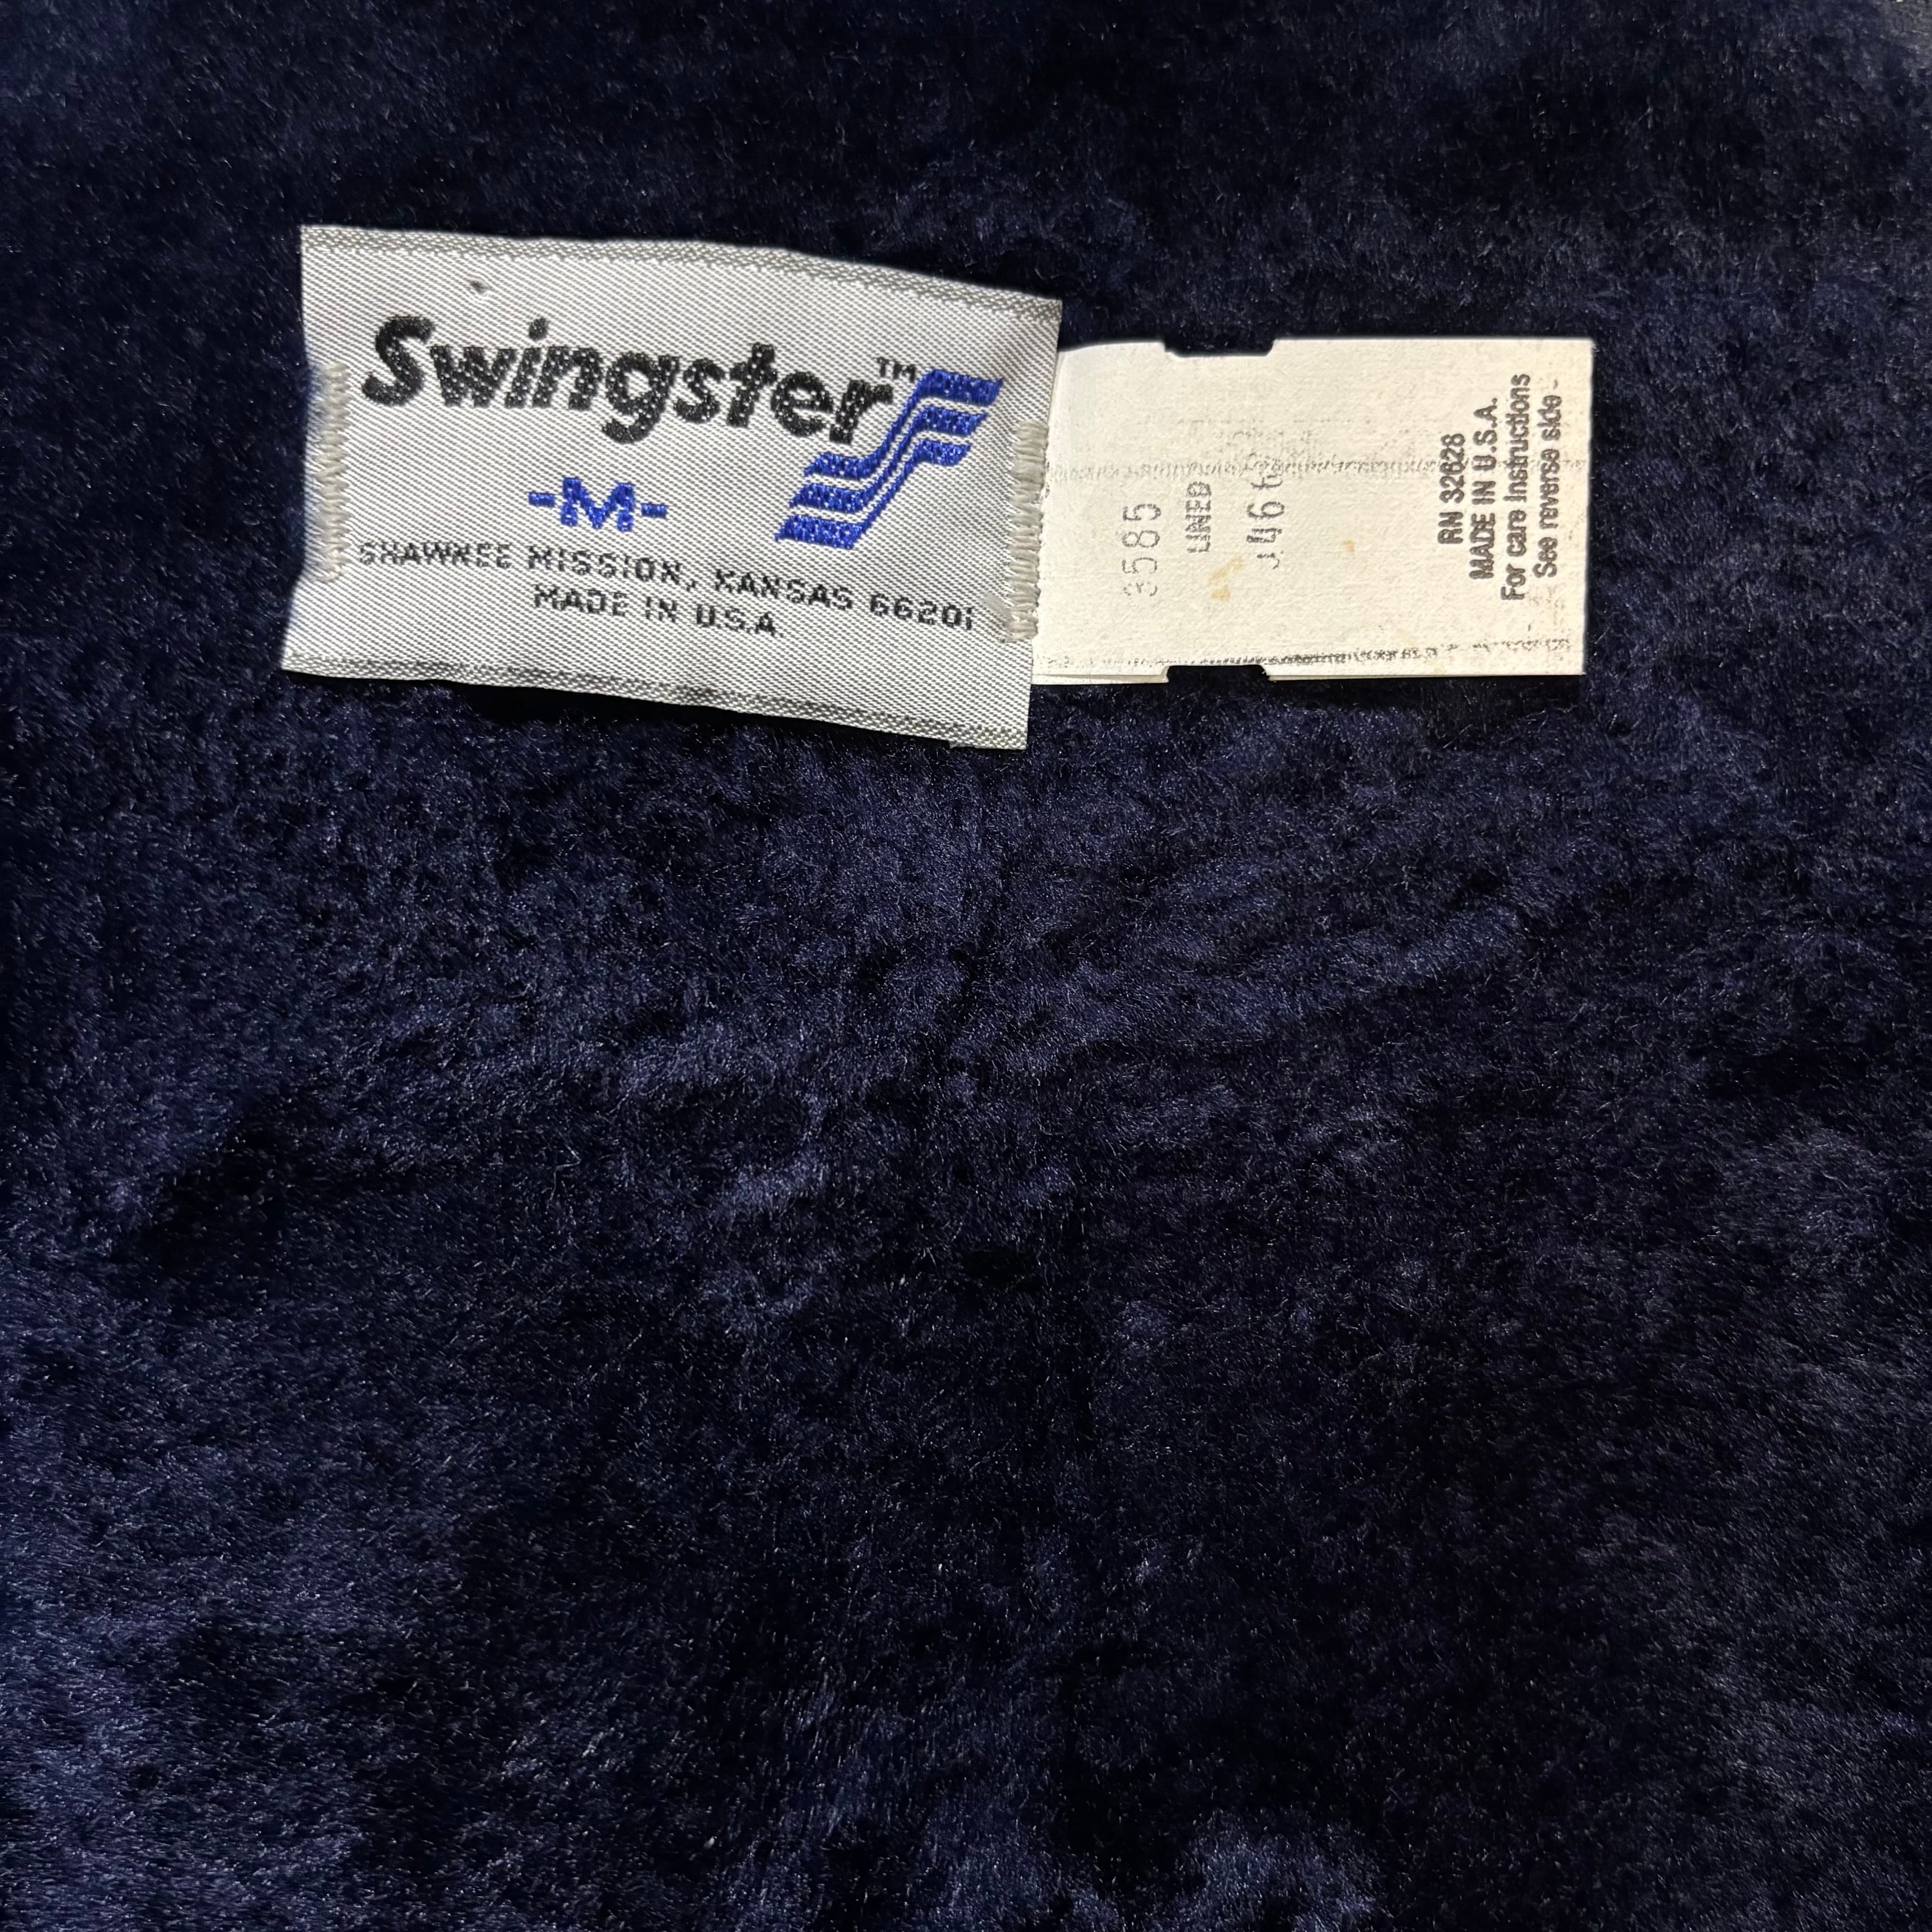 Swingster™
-M-
SHAWNEE MISSION, KANSAS 66201
MADE IN U.S.A.
3585
LINED
RN 32628
MADE IN U.S.A.
For care instructions
See reverse side -